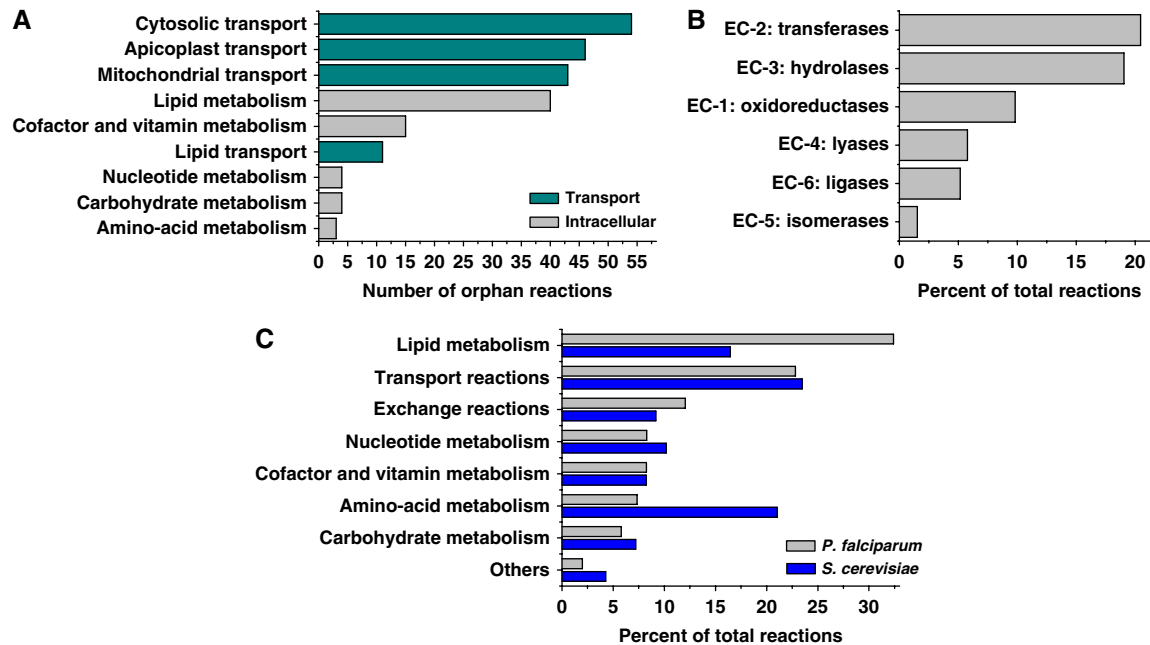 A
Cytosolic transport
Apicoplast transport
Mitochondrial transport
Lipid metabolism
Cofactor and vitamin metabolism
Lipid transport
Nucleotide metabolism
Carbohydrate metabolism
Amino-acid metabolism
Transport
Intracellular
0 5 10 15 20 25 30 35 40 45 50 55
Number of orphan reactions
B
EC-2: transferases
EC-3: hydrolases
EC-1: oxidoreductases
EC-4: lyases
EC-6: ligases
EC-5: isomerases
0 5 10 15 20
Percent of total reactions
C
Lipid metabolism
Transport reactions
Exchange reactions
Nucleotide metabolism
Cofactor and vitamin metabolism
Amino-acid metabolism
Carbohydrate metabolism
Others
P. falciparum
S. cerevisiae
0 5 10 15 20 25 30
Percent of total reactions